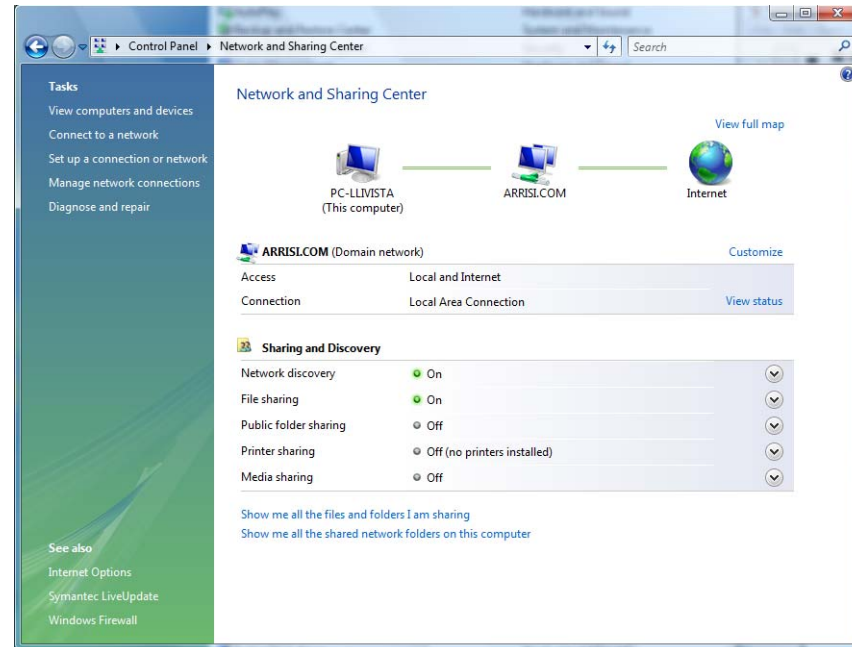 Control Panel ▸ Network and Sharing Center
Search
Tasks
View computers and devices
Connect to a network
Set up a connection or network
Manage network connections
Diagnose and repair
Network and Sharing Center
View full map
PC-LLIVISTA
(This computer)
ARRISI.COM
Internet
ARRISI.COM (Domain network) Customize
Access Local and Internet
Connection Local Area Connection View status
Sharing and Discovery
Network discovery On
File sharing On
Public folder sharing Off
Printer sharing Off (no printers installed)
Media sharing Off
Show me all the files and folders I am sharing
Show me all the shared network folders on this computer
See also
Internet Options
Symantec LiveUpdate
Windows Firewall